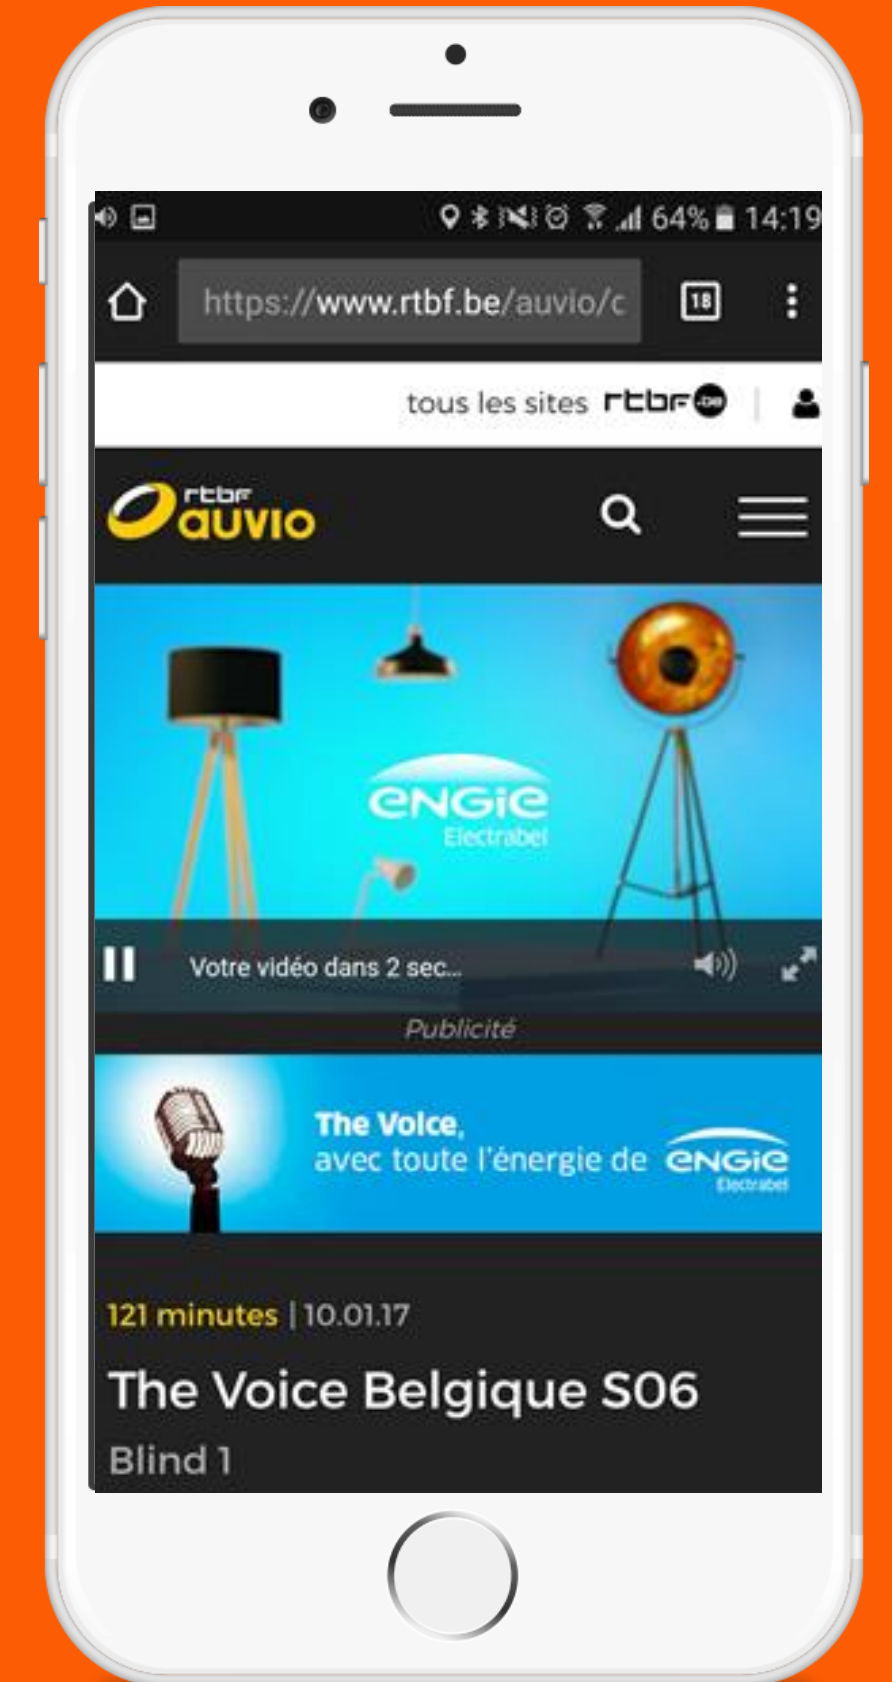 64% 14:19
https://www.rtbf.be/auvio/c
18
tous les sites rtbf.be
rtbf
auvio
ENGIE
Electrabel
Votre vidéo dans 2 sec...
Publicité
The Voice,
avec toute l'énergie de ENGIE
Electrabel
121 minutes | 10.01.17
The Voice Belgique S06
Blind 1